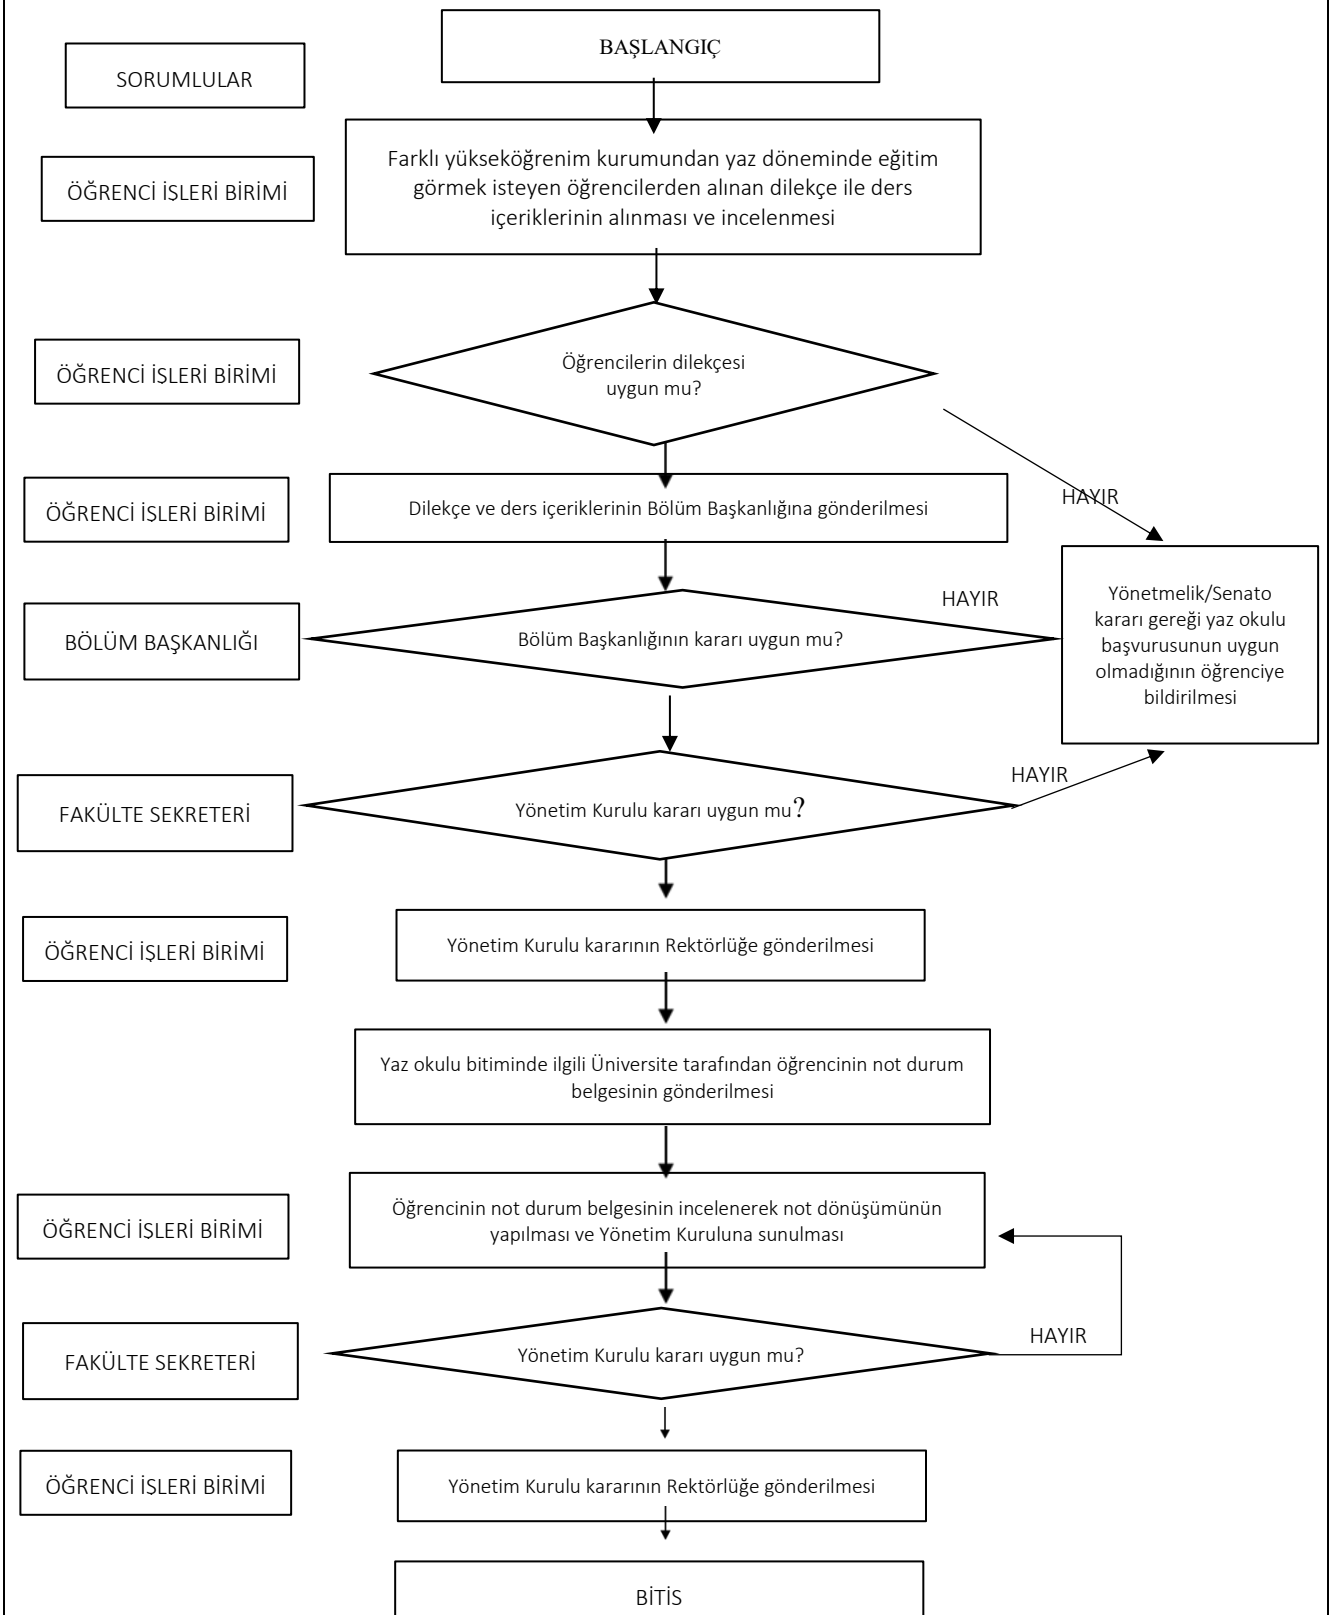 BAŞLANGIÇ
SORUMLULAR
Farklı yükseköğrenim kurumundan yaz döneminde eğitim
görmek isteyen öğrencilerden alınan dilekçe ile ders
içeriklerinin alınması ve incelenmesi
ÖĞRENCİ İŞLERİ BİRİMİ
Öğrencilerin dilekçesi
uygun mu?
ÖĞRENCİ İŞLERİ BİRİMİ
HAYIR
ÖĞRENCİ İŞLERİ BİRİMİ
Dilekçe ve ders içeriklerinin Bölüm Başkanlığına gönderilmesi
HAYIR
Yönetmelik/Senato
kararı gereği yaz okulu
başvurusunun uygun
olmadığının öğrenciye
bildirilmesi
BÖLÜM BAŞKANLIĞI
Bölüm Başkanlığının kararı uygun mu?
HAYIR
FAKÜLTE SEKRETERİ
Yönetim Kurulu kararı uygun mu?
ÖĞRENCİ İŞLERİ BİRİMİ
Yönetim Kurulu kararının Rektörlüğe gönderilmesi
Yaz okulu bitiminde ilgili Üniversite tarafından öğrencinin not durum
belgesinin gönderilmesi
ÖĞRENCİ İŞLERİ BİRİMİ
Öğrencinin not durum belgesinin incelenerek not dönüşümünün
yapılması ve Yönetim Kuruluna sunulması
HAYIR
FAKÜLTE SEKRETERİ
Yönetim Kurulu kararı uygun mu?
ÖĞRENCİ İŞLERİ BİRİMİ
Yönetim Kurulu kararının Rektörlüğe gönderilmesi
BİTİS